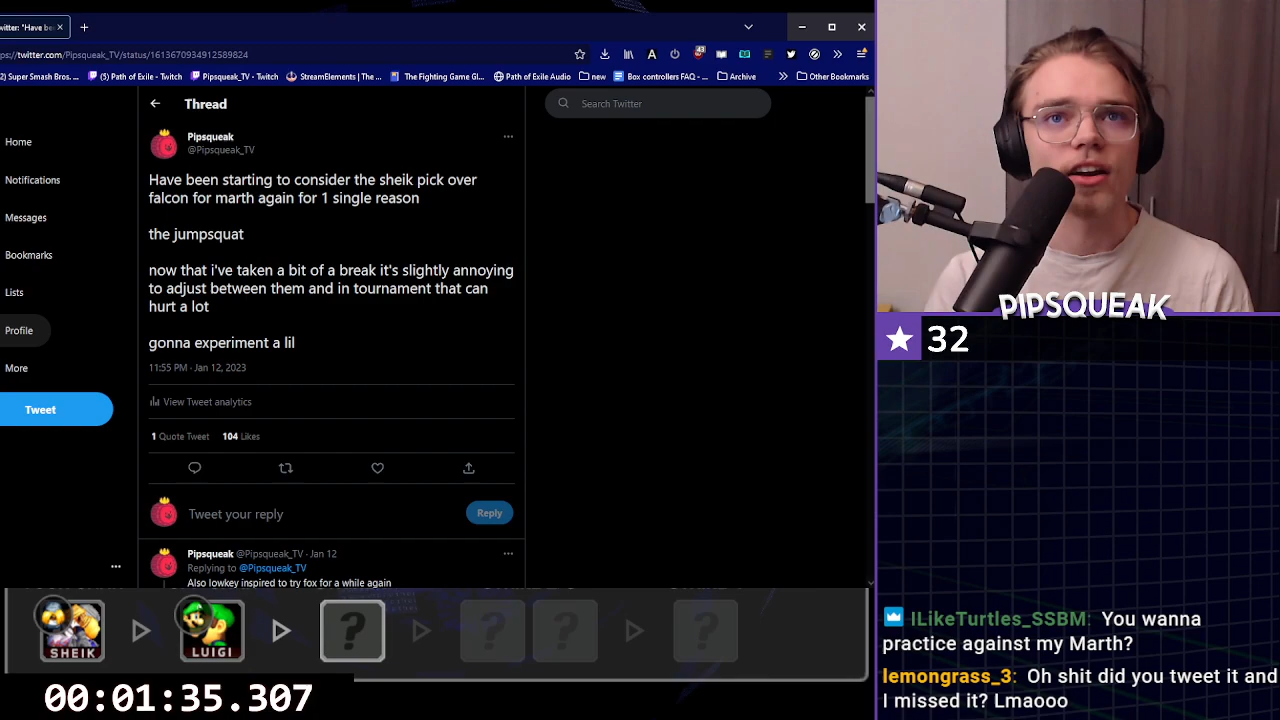 witter: "Have be
ps://twitter.com/Pipsqueak_TV/status/1613670934912589824
43
2) Super Smash Bros. ...
(5) Path of Exile - Twitch
Pipsqueak_TV - Twitch
StreamElements | The ...
The Fighting Game Gl...
Path of Exile Audio
new
Box controllers FAQ - ...
Archive
Other Bookmarks
Home
Notifications
Messages
Bookmarks
Lists
Profile
More
Tweet
Thread
Search Twitter
Pipsqueak
@Pipsqueak_TV
Have been starting to consider the sheik pick over
falcon for marth again for 1 single reason
the jumpsquat
now that i've taken a bit of a break it's slightly annoying
to adjust between them and in tournament that can
hurt a lot
gonna experiment a lil
11:55 PM · Jan 12, 2023
View Tweet analytics
1 Quote Tweet 104 Likes
Tweet your reply
Reply
Pipsqueak @Pipsqueak_TV · Jan 12
Replying to @Pipsqueak_TV
Also lowkey inspired to try fox for a while again
PIPSQUEAK
32
ILikeTurtles_SSBM: You wanna
practice against my Marth?
lemongrass_3: Oh shit did you tweet it and
I missed it? Lmaooo
SHEIK
LUIGI
?
?
?
?
00:01:35.307